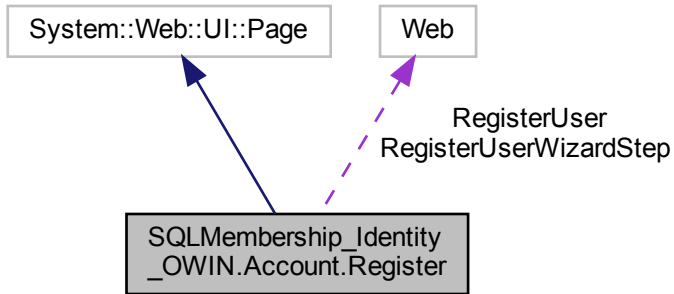 System::Web::UI::Page
Web
RegisterUser
RegisterUserWizardStep
SQLMembership_Identity
_OWIN.Account.Register